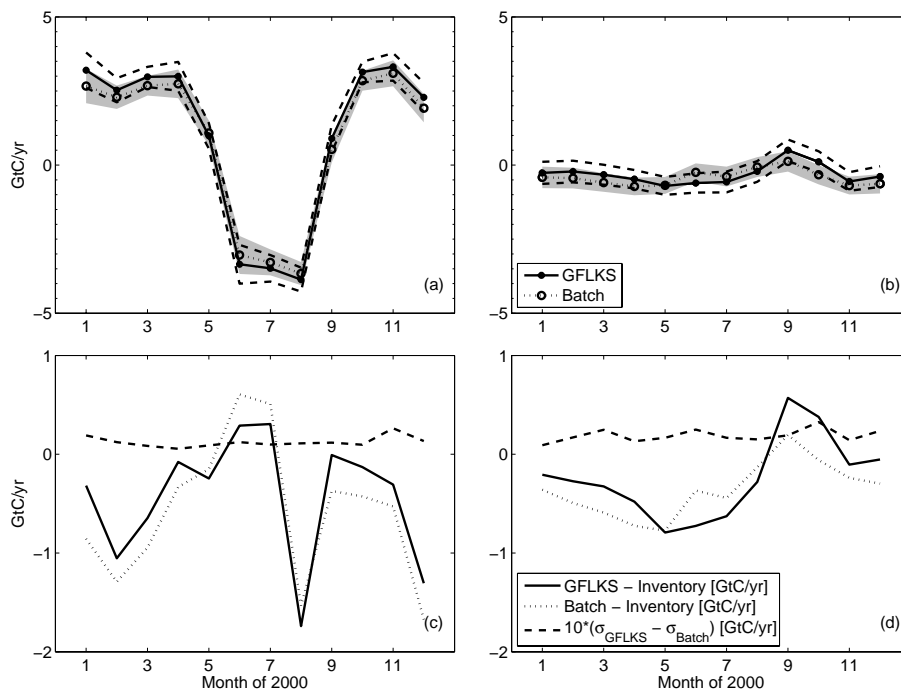 5
0
−5
GtC/yr
1 3 5 7 9 11
(a)
1 3 5 7 9 11
GFLKS
Batch
(b)
1
0
−1
−2
GtC/yr
1 3 5 7 9 11
Month of 2000
(c)
1 3 5 7 9 11
Month of 2000
GFLKS − Inventory [GtC/yr]
Batch − Inventory [GtC/yr]
10*(σGFLKS − σBatch) [GtC/yr]
(d)
5
0
−5
1
0
−1
−2